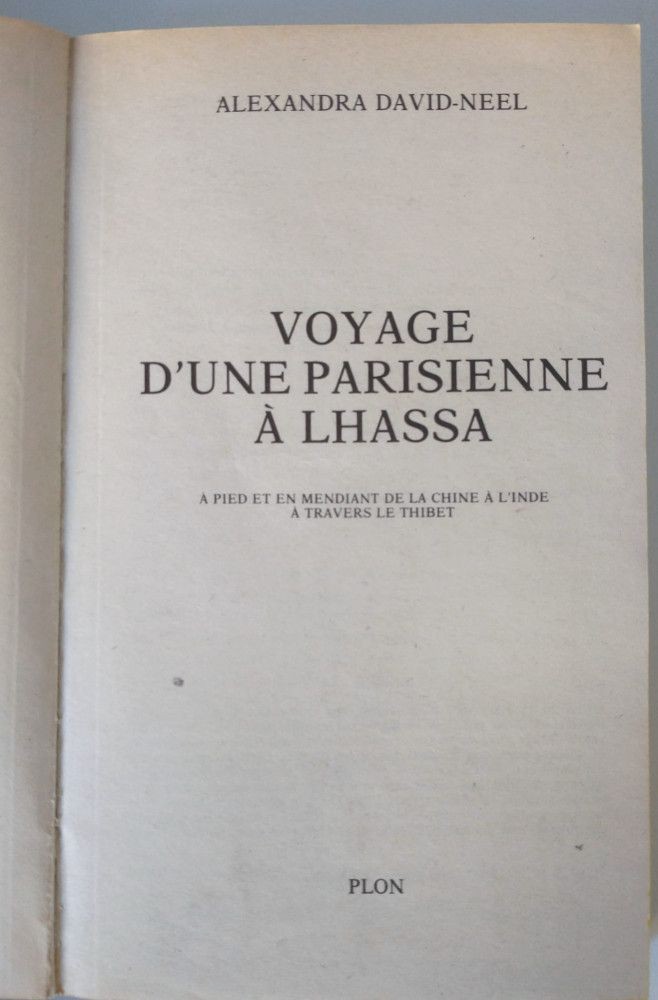 ALEXANDRA DAVID-NEEL
VOYAGE
D'UNE PARISIENNE
À LHASSA
À PIED ET EN MENDIANT DE LA CHINE À L'INDE
À TRAVERS LE THIBET
PLON